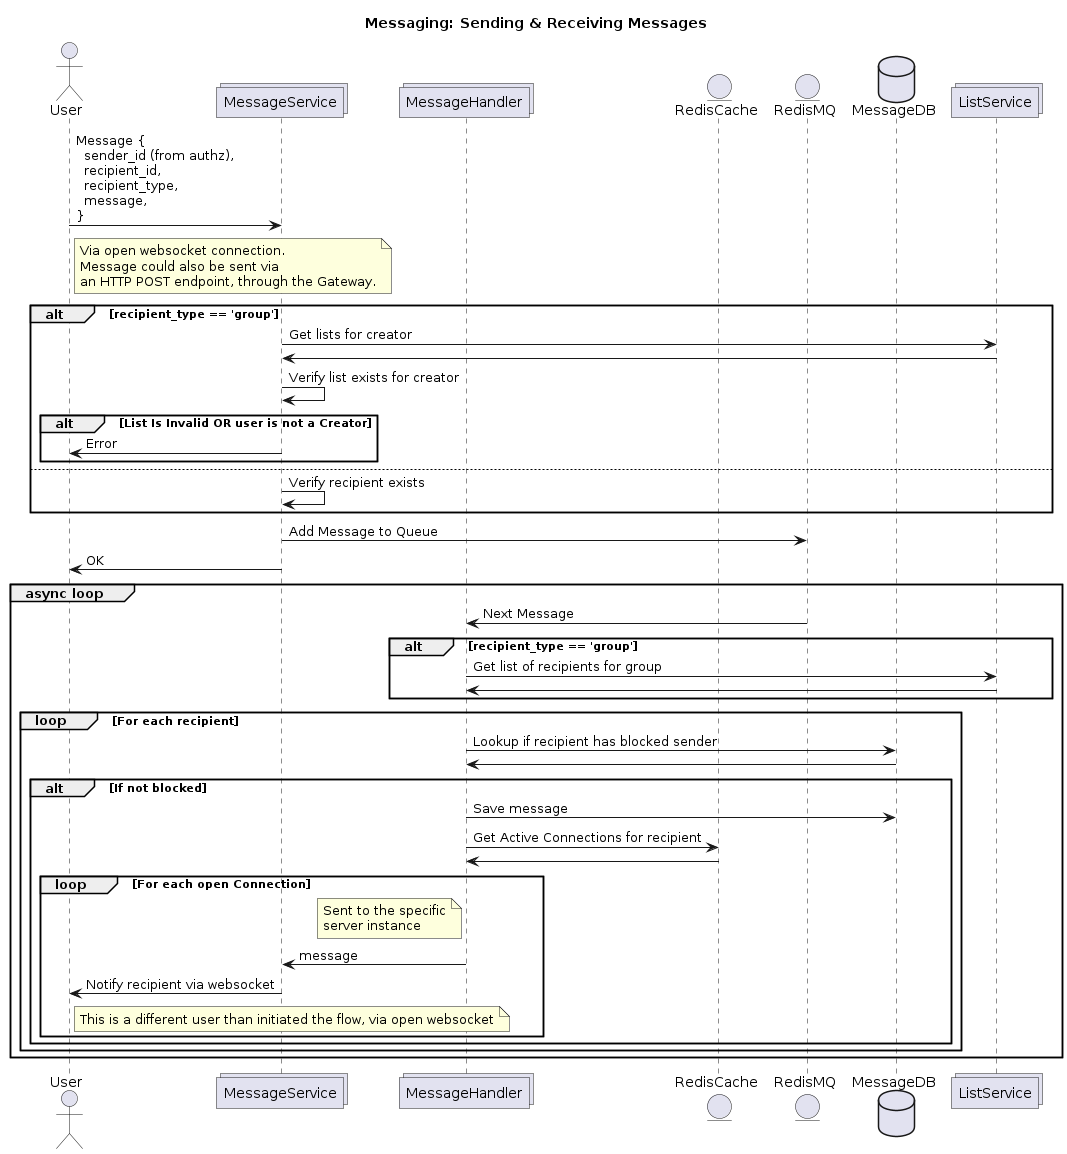 Messaging: Sending & Receiving Messages
User
MessageService
MessageHandler
RedisCache
RedisMQ
MessageDB
ListService
Message {
sender_id (from authz),
recipient_id,
recipient_type,
message,
}
Via open websocket connection.
Message could also be sent via
an HTTP POST endpoint, through the Gateway.
alt [recipient_type == 'group']
Get lists for creator
Verify list exists for creator
alt [List Is Invalid OR user is not a Creator]
Error
Verify recipient exists
Add Message to Queue
OK
async loop
Next Message
alt [recipient_type == 'group']
Get list of recipients for group
loop [For each recipient]
Lookup if recipient has blocked sender
alt [If not blocked]
Save message
Get Active Connections for recipient
loop [For each open Connection]
Sent to the specific
server instance
message
Notify recipient via websocket
This is a different user than initiated the flow, via open websocket
User
MessageService
MessageHandler
RedisCache
RedisMQ
MessageDB
ListService